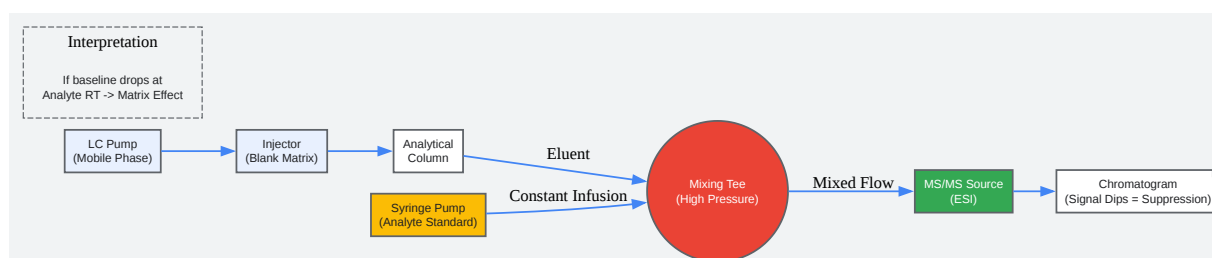 Interpretation
If baseline drops at
Analyte RT -> Matrix Effect
LC Pump
(Mobile Phase)
Injector
(Blank Matrix)
Analytical
Column
Eluent
Constant Infusion
Syringe Pump
(Analyte Standard)
Mixing Tee
(High Pressure)
Mixed Flow
MS/MS Source
(ESI)
Chromatogram
(Signal Dips = Suppression)